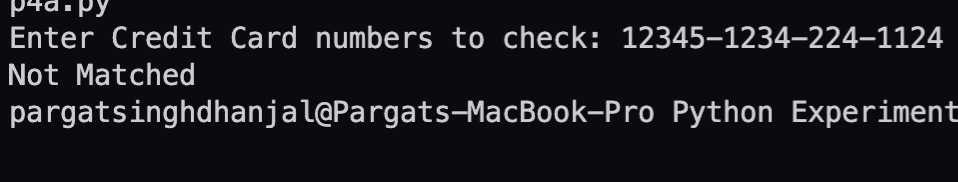 p4a.py
Enter Credit Card numbers to check: 12345-1234-224-1124
Not Matched
pargatsinghdhanjal@Pargats-MacBook-Pro Python Experiment